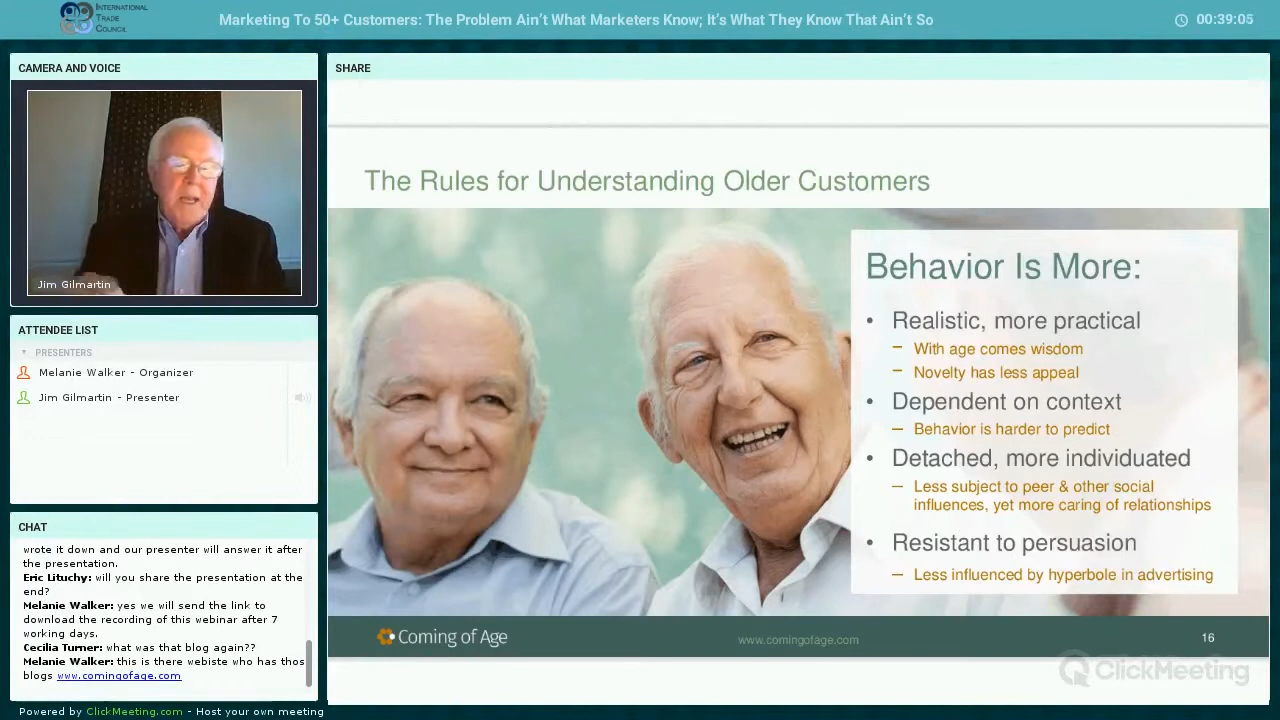 INTERNATIONAL
TRADE
COUNCIL
Marketing To 50+ Customers: The Problem Ain't What Marketers Know; It's What They Know That Ain't So
00:39:05
CAMERA AND VOICE
Jim Gilmartin
ATTENDEE LIST
PRESENTERS
Melanie Walker - Organizer
Jim Gilmartin - Presenter
CHAT
wrote it down and our presenter will answer it after
the presentation.
Eric Lituchy: will you share the presentation at the
end?
Melanie Walker: yes we will send the link to
download the recording of this webinar after 7
working days.
Cecilia Turner: what was that blog again??
Melanie Walker: this is there webiste who has thos
blogs www.comingofage.com
SHARE
The Rules for Understanding Older Customers
Behavior Is More:
• Realistic, more practical
– With age comes wisdom
– Novelty has less appeal
• Dependent on context
– Behavior is harder to predict
• Detached, more individuated
– Less subject to peer & other social
influences, yet more caring of relationships
• Resistant to persuasion
– Less influenced by hyperbole in advertising
Coming of Age
www.comingofage.com
16
ClickMeeting
Powered by ClickMeeting.com - Host your own meeting